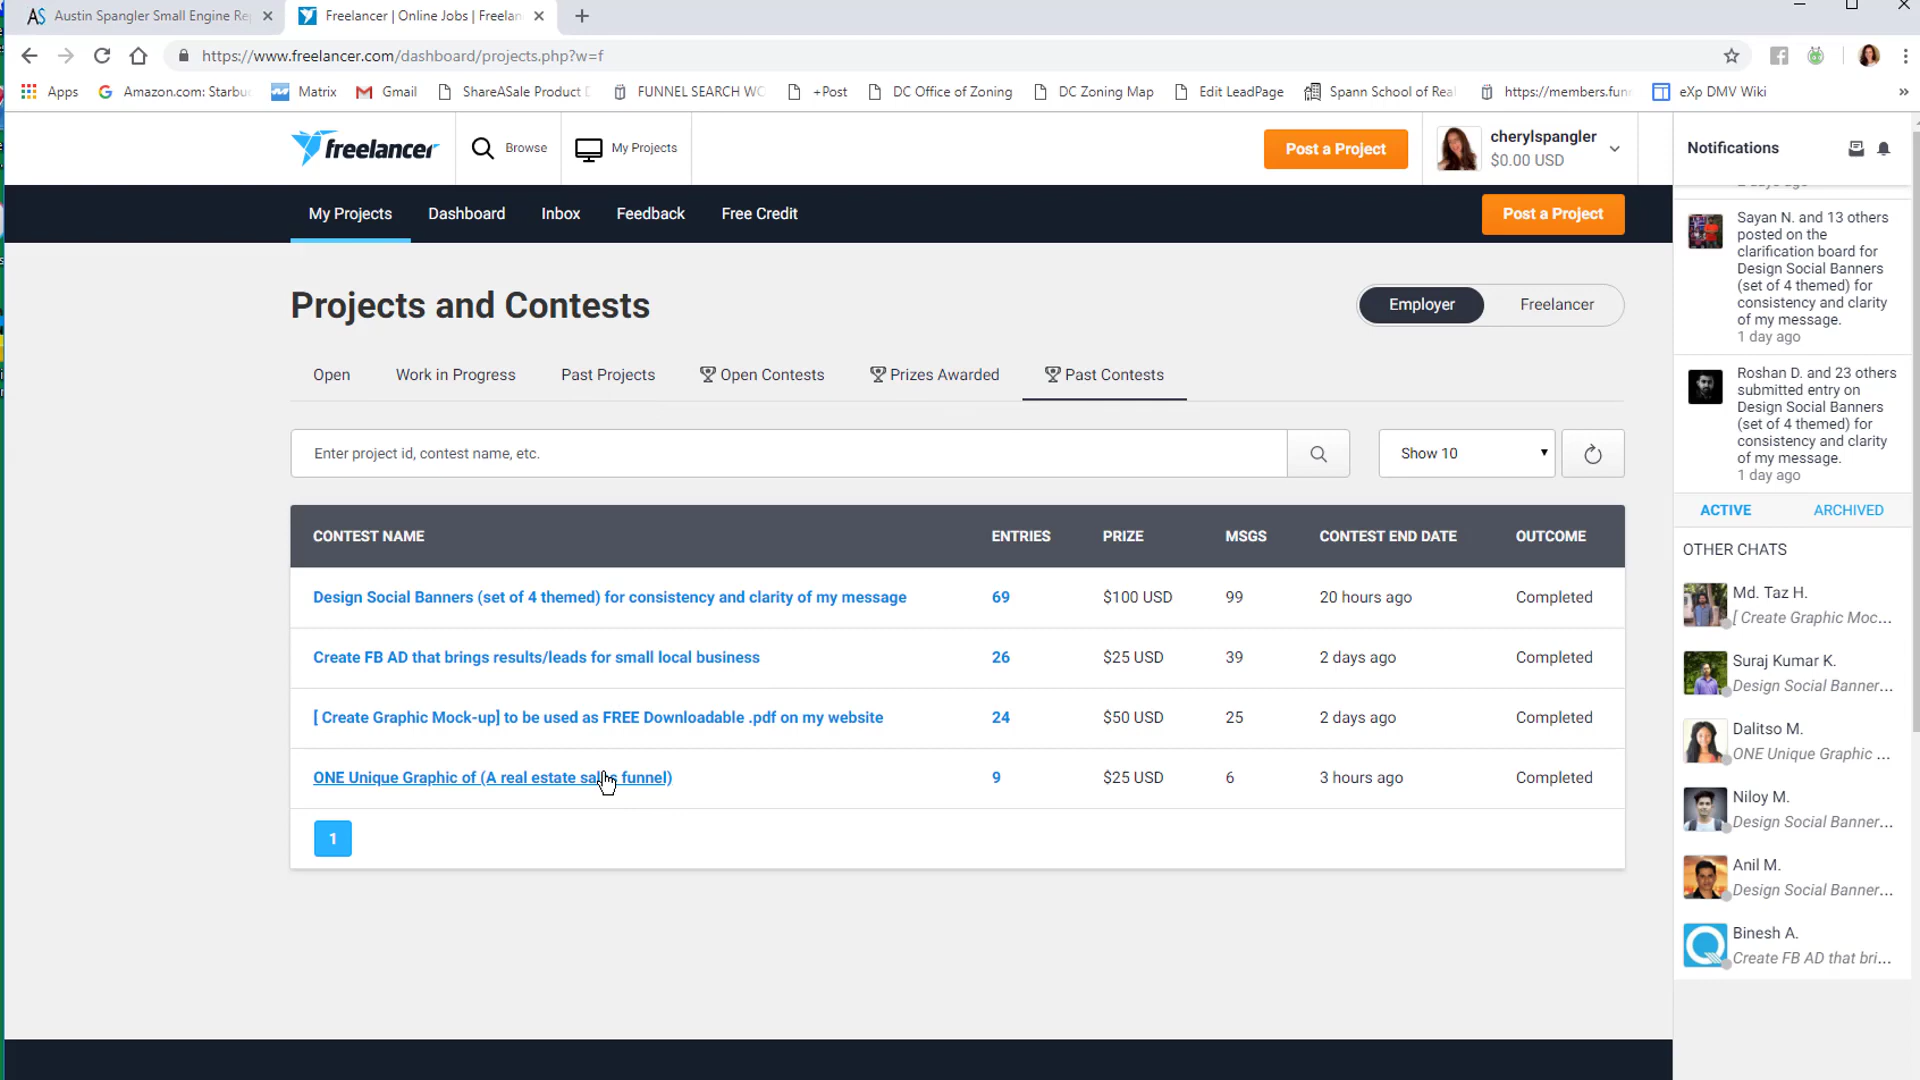 Austin Spangler Small Engine Re
Freelancer | Online Jobs | Freelan
https://www.freelancer.com/dashboard/projects.php?w=f
Apps
Amazon.com: Starbu
Matrix
Gmail
ShareASale Product
FUNNEL SEARCH WO
+Post
DC Office of Zoning
DC Zoning Map
Edit LeadPage
Spann School of Rea
https://members.fun
eXp DMV Wiki
freelancer
Browse
My Projects
Post a Project
cherylspangler
$0.00 USD
Notifications
My Projects
Dashboard
Inbox
Feedback
Free Credit
Post a Project
Projects and Contests
Employer
Freelancer
Open
Work in Progress
Past Projects
Open Contests
Prizes Awarded
Past Contests
Enter project id, contest name, etc.
Show 10
CONTEST NAME ENTRIES PRIZE MSGS CONTEST END DATE OUTCOME
Design Social Banners (set of 4 themed) for consistency and clarity of my message 69 $100 USD 99 20 hours ago Completed
Create FB AD that brings results/leads for small local business 26 $25 USD 39 2 days ago Completed
[ Create Graphic Mock-up] to be used as FREE Downloadable .pdf on my website 24 $50 USD 25 2 days ago Completed
ONE Unique Graphic of (A real estate sales funnel) 9 $25 USD 6 3 hours ago Completed
1
2 days ago
Sayan N. and 13 others
posted on the
clarification board for
Design Social Banners
(set of 4 themed) for
consistency and clarity
of my message.
1 day ago
Roshan D. and 23 others
submitted entry on
Design Social Banners
(set of 4 themed) for
consistency and clarity
of my message.
1 day ago
ACTIVE
ARCHIVED
OTHER CHATS
Md. Taz H.
[ Create Graphic Moc...
Suraj Kumar K.
Design Social Banner...
Dalitso M.
ONE Unique Graphic ...
Niloy M.
Design Social Banner...
Anil M.
Design Social Banner...
Binesh A.
Create FB AD that bri...